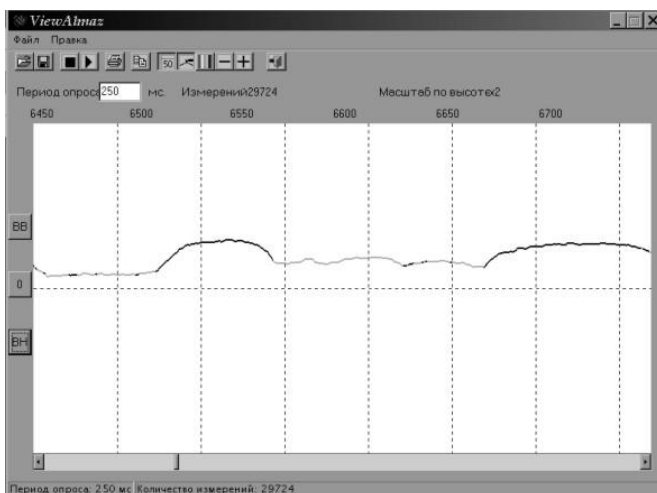 ViewAlmaz
Файл Правка
50
Период опроса 250 мс. Измерений29724 Масштаб по высотеx2
6450 6500 6550 6600 6650 6700
ВВ
0
ВН
Период опроса: 250 мс Количество измерений: 29724